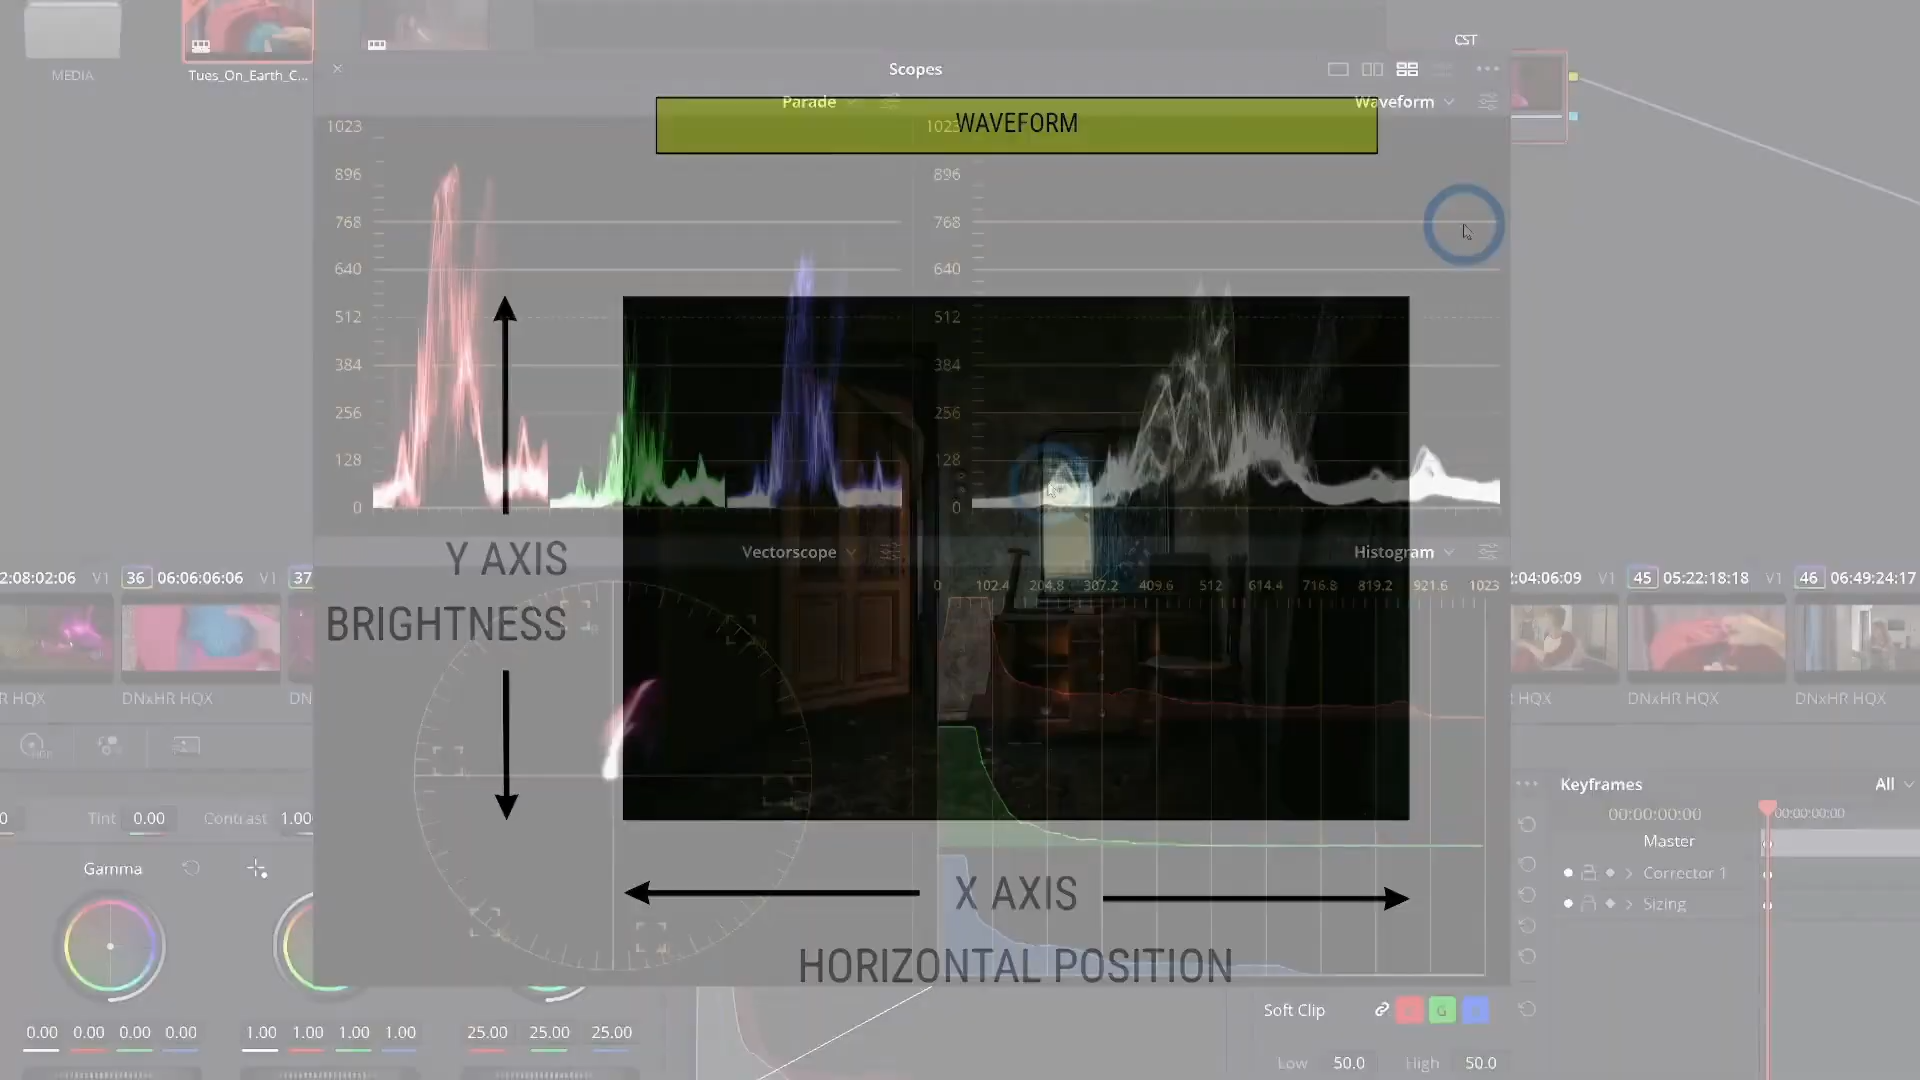 CST
MEDIA
Tues_On_Earth_C...
Scopes
Parade
Waveform
WAVEFORM
1023
896
768
640
512
384
256
128
0
1023
896
768
640
512
384
256
128
0
Y AXIS
BRIGHTNESS
Vectorscope
Histogram
0 102.4 204.8 307.2 409.6 512 614.4 716.8 819.2 921.6 1023
2:08:02:06 V1 36 06:06:06:06 V1 37
2:04:06:09 V1 45 05:22:18:18 V1 46 06:49:24:17
R HQX DNxHR HQX DN
HQX DNxHR HQX DNxHR HQX
HDR
0 Tint 0.00 Contrast 1.00
Gamma
X AXIS
HORIZONTAL POSITION
Keyframes All
00:00:00:00 00:00:00:00
Master
Corrector 1
Sizing
0.00 0.00 0.00 0.00 1.00 1.00 1.00 1.00 25.00 25.00 25.00
Soft Clip G
Low 50.0 High 50.0